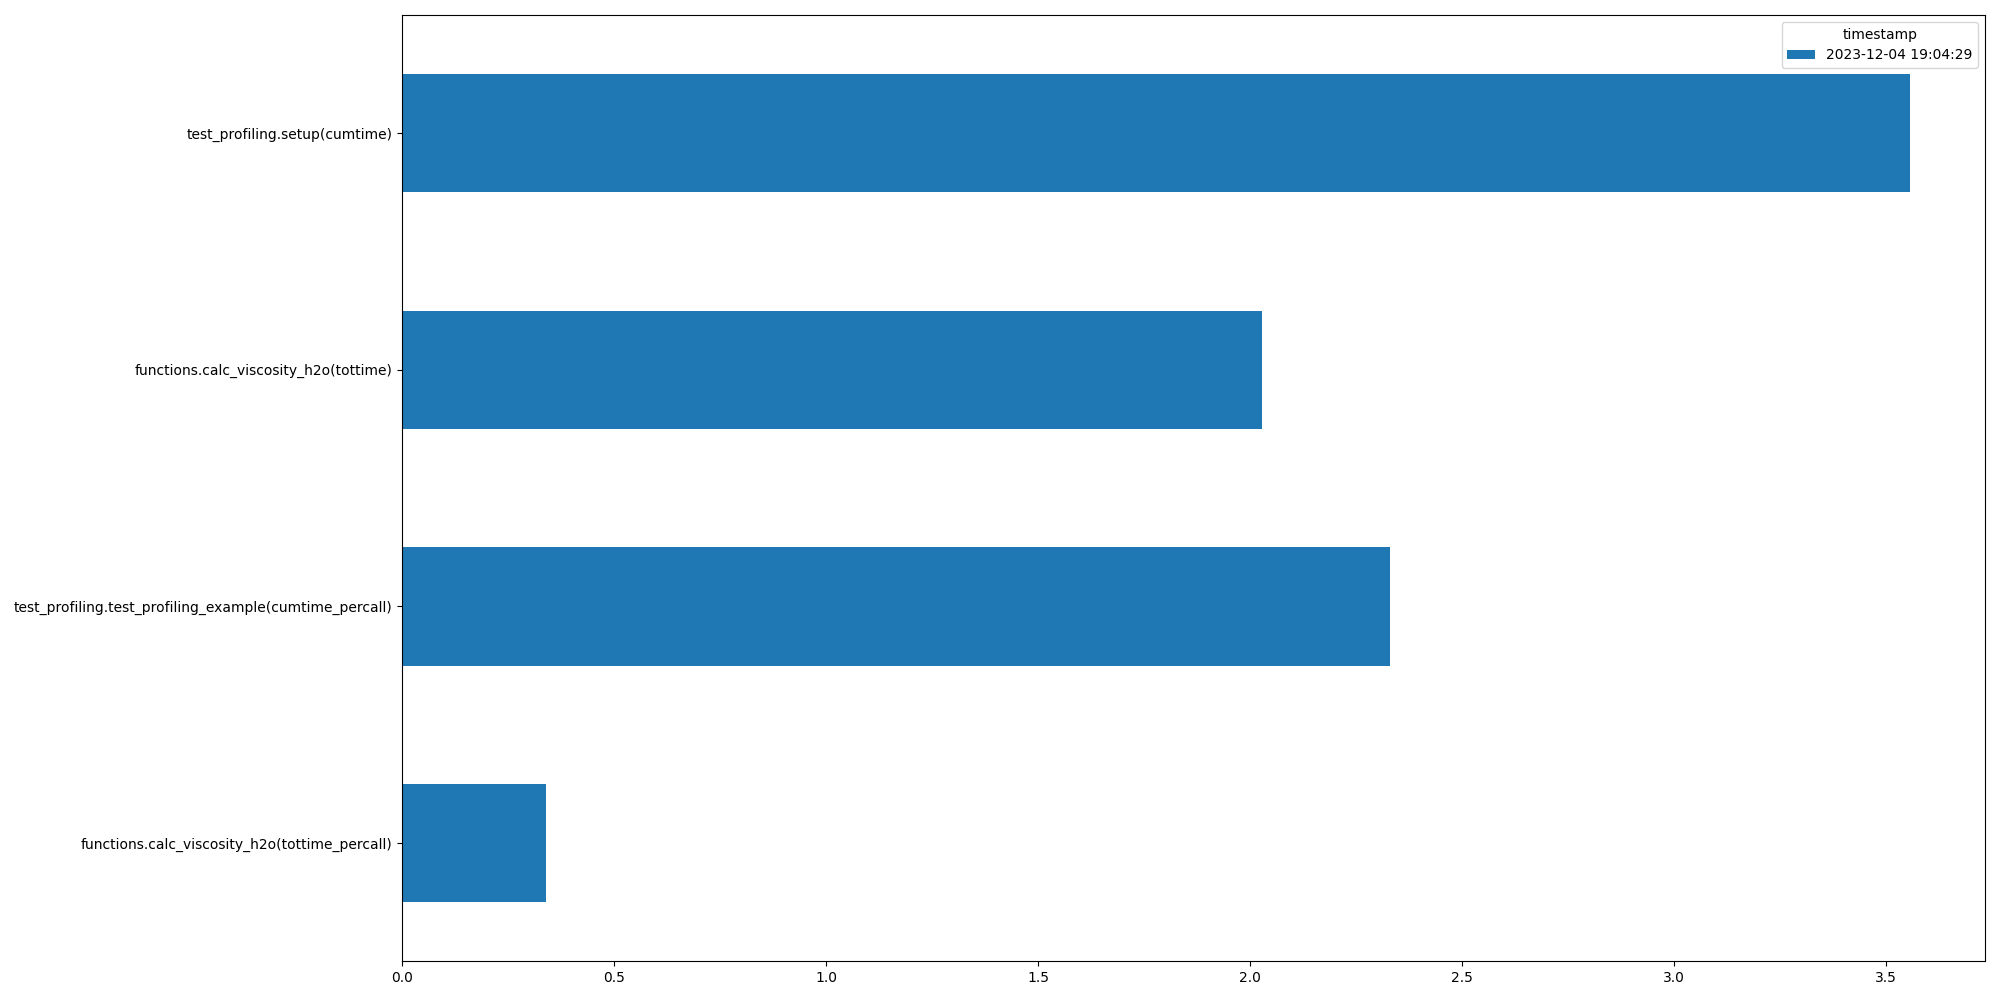 timestamp
2023-12-04 19:04:29
test_profiling.setup(cumtime)
functions.calc_viscosity_h2o(tottime)
test_profiling.test_profiling_example(cumtime_percall)
functions.calc_viscosity_h2o(tottime_percall)
0.0 0.5 1.0 1.5 2.0 2.5 3.0 3.5